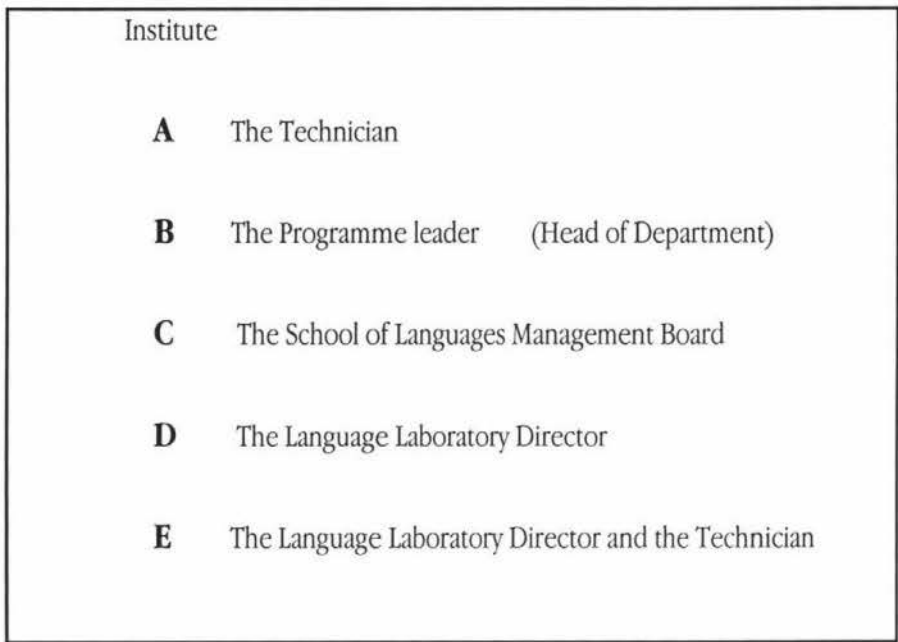 Institute
A The Technician
B The Programme leader (Head of Department)
C The School of Languages Management Board
D The Language Laboratory Director
E The Language Laboratory Director and the Technician